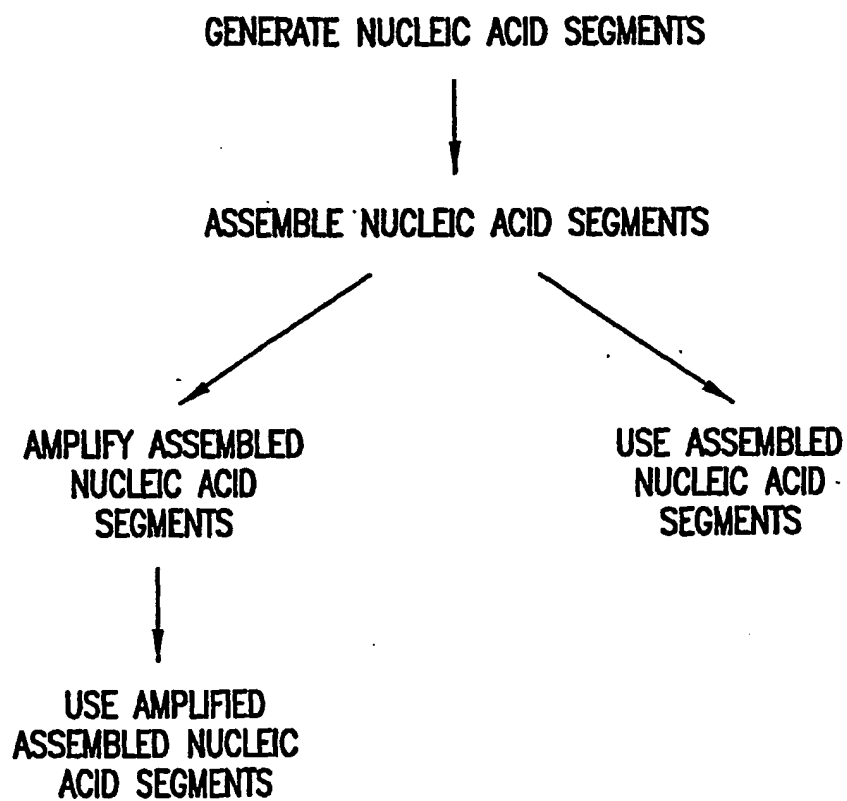 GENERATE NUCLEIC ACID SEGMENTS
ASSEMBLE NUCLEIC ACID SEGMENTS
AMPLIFY ASSEMBLED
NUCLEIC ACID
SEGMENTS
USE ASSEMBLED
NUCLEIC ACID
SEGMENTS
USE AMPLIFIED
ASSEMBLED NUCLEIC
ACID SEGMENTS